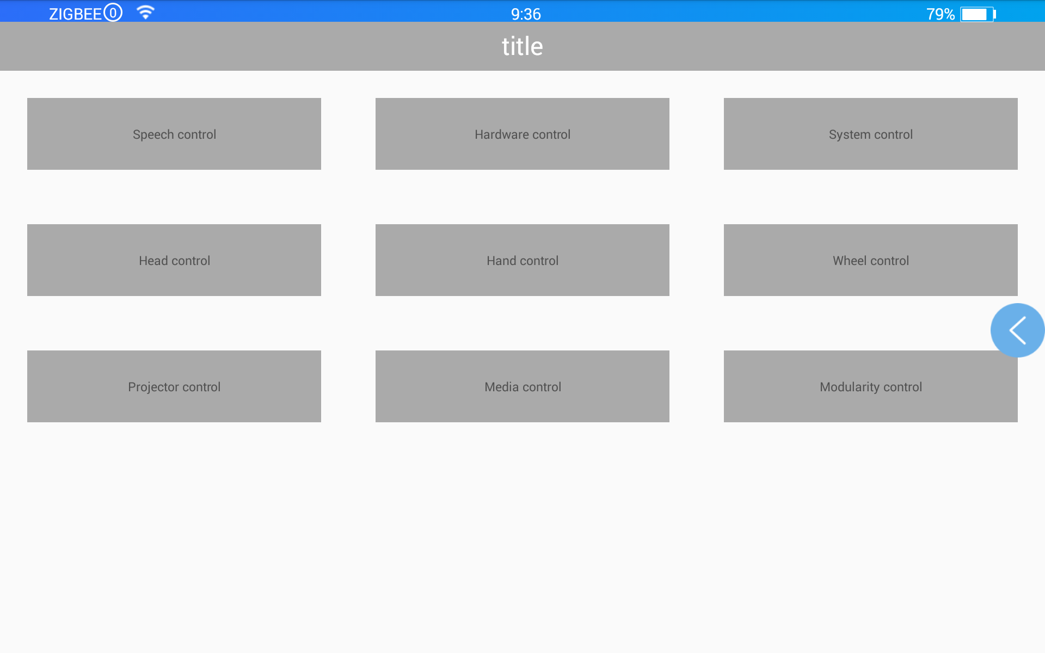 ZIGBEE 0 9:36 79%
title
Speech control Hardware control System control
Head control Hand control Wheel control
Projector control Media control Modularity control